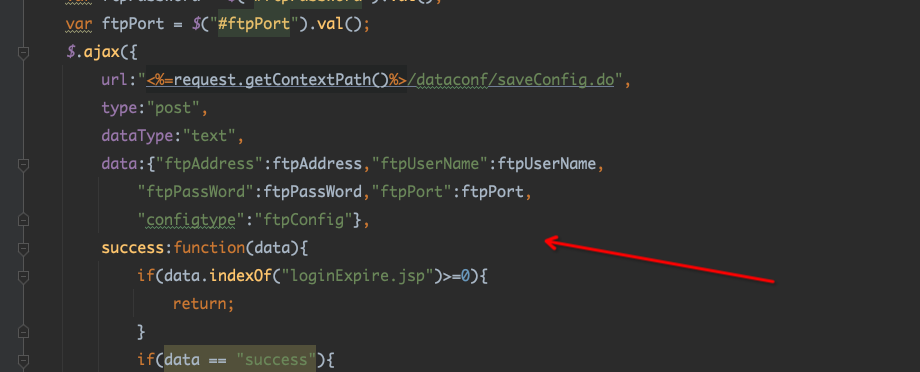 var ftpPort = $("#ftpPort").val();
$.ajax({
url:"<%=request.getContextPath()%>/dataconf/saveConfig.do",
type:"post",
dataType:"text",
data:{"ftpAddress":ftpAddress,"ftpUserName":ftpUserName,
"ftpPassWord":ftpPassWord,"ftpPort":ftpPort,
"configtype":"ftpConfig"},
success:function(data){
if(data.indexOf("loginExpire.jsp")>=0){
return;
}
if(data == "success"){